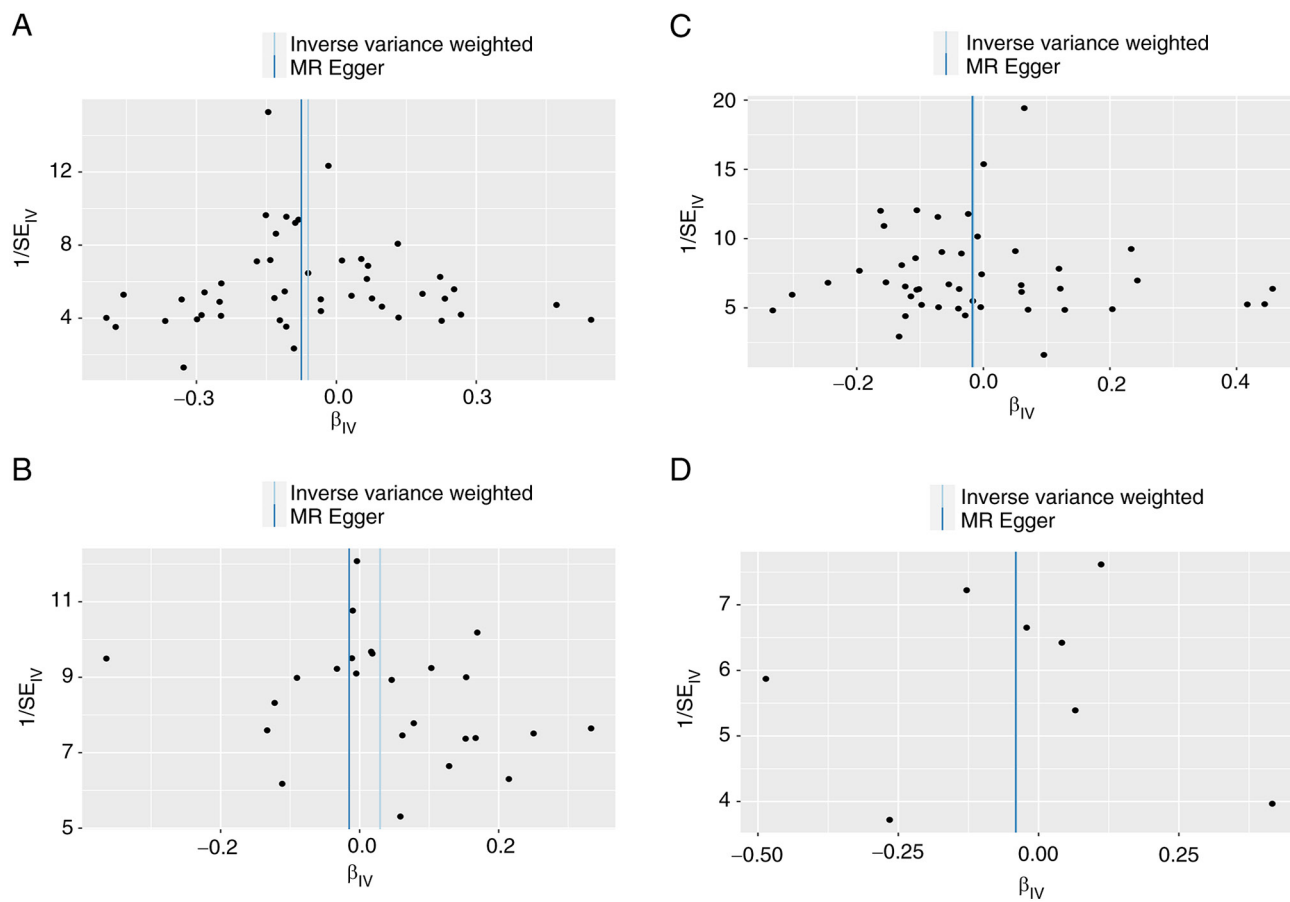 A
Inverse variance weighted
MR Egger
12
8
4
1/SE_IV
−0.3
0.0
0.3
β_IV
C
Inverse variance weighted
MR Egger
20
15
10
5
1/SE_IV
−0.2
0.0
0.2
0.4
β_IV
B
Inverse variance weighted
MR Egger
11
9
7
5
1/SE_IV
−0.2
0.0
0.2
β_IV
D
Inverse variance weighted
MR Egger
7
6
5
4
1/SE_IV
−0.50
−0.25
0.00
0.25
β_IV